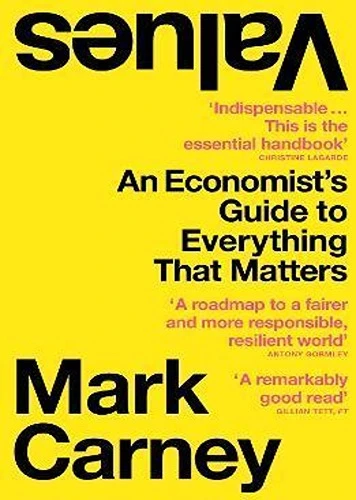 Values
‘Indispensable ...
This is the
essential handbook’
CHRISTINE LAGARDE
An Economist's
Guide to
Everything
That Matters
‘A roadmap to a fairer
and more responsible,
resilient world’
ANTONY GORMLEY
‘A remarkably
good read’
GILLIAN TETT, FT
Mark
Carney